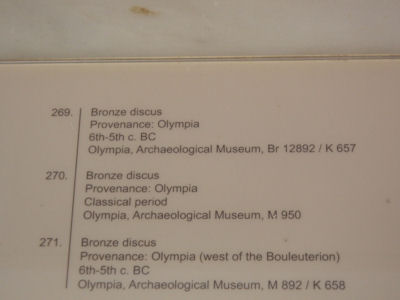 269. Bronze discus
Provenance: Olympia
6th-5th c. BC
Olympia, Archaeological Museum, Br 12892 / K 657
270. Bronze discus
Provenance: Olympia
Classical period
Olympia, Archaeological Museum, M 950
271. Bronze discus
Provenance: Olympia (west of the Bouleuterion)
6th-5th c. BC
Olympia, Archaeological Museum, M 892 / K 658